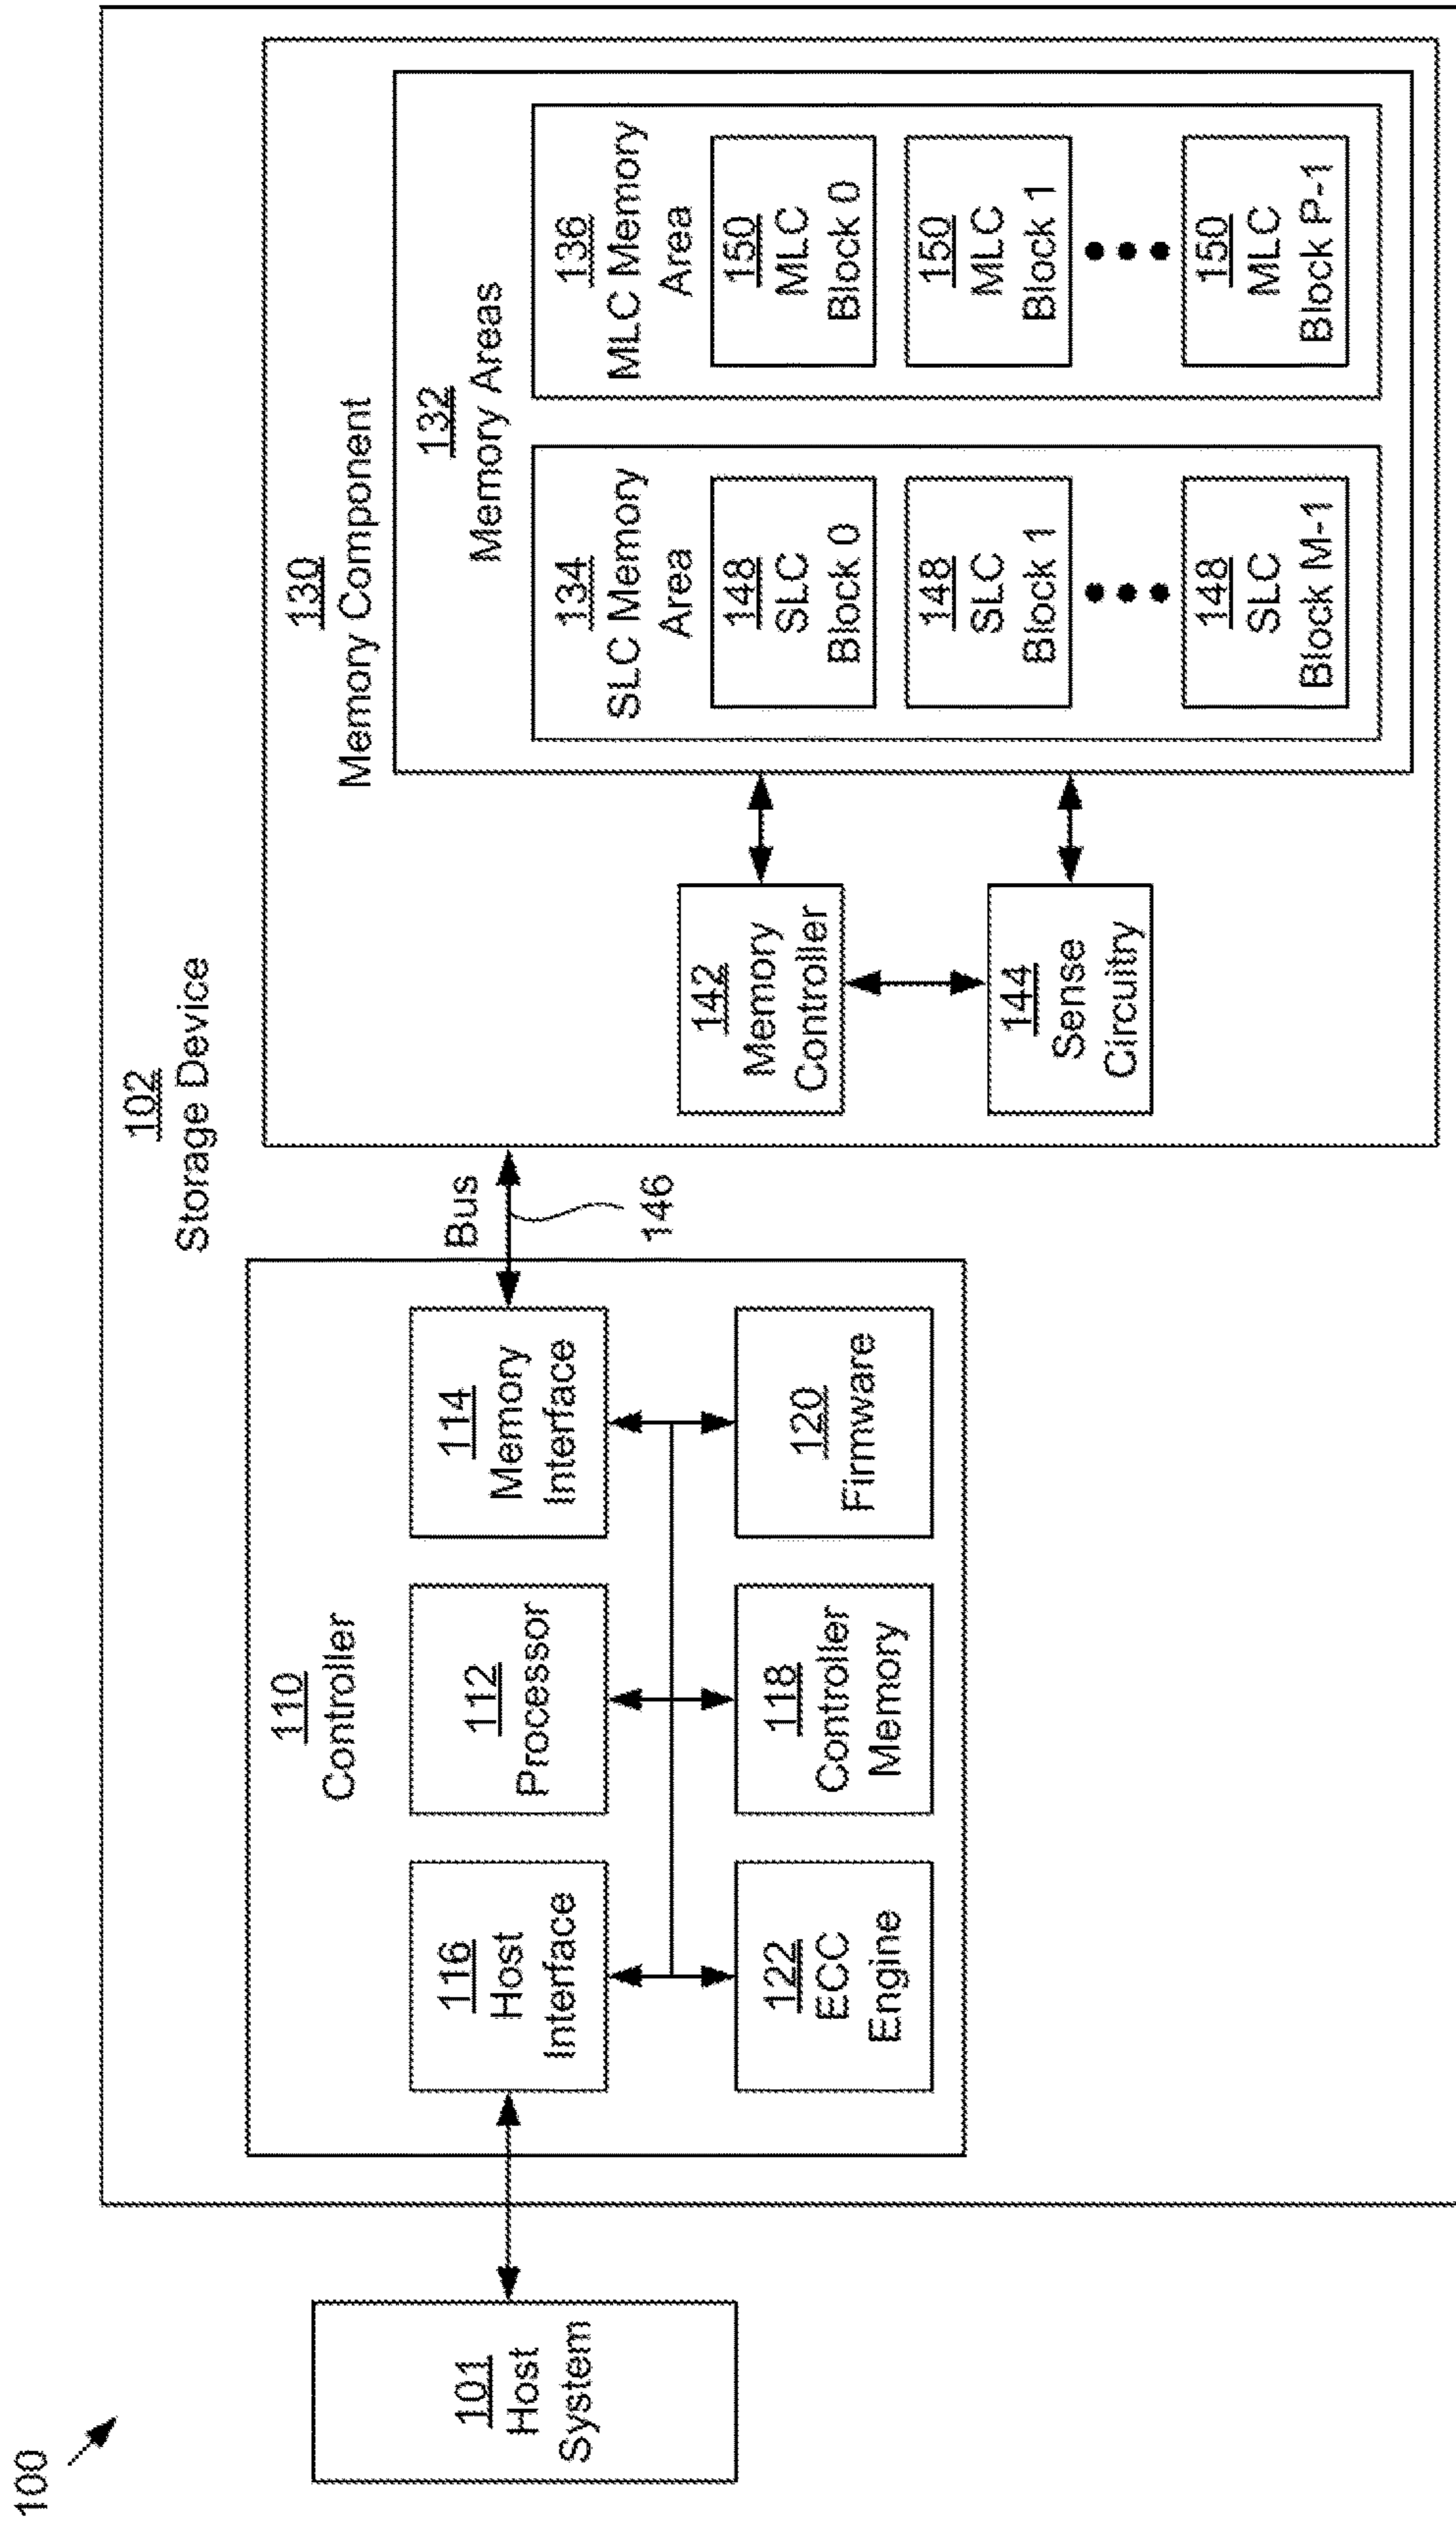 100
101
Host
System
102
Storage Device
110
Controller
116
Host
Interface
112
Processor
114
Memory
Interface
122
ECC
Engine
118
Controller
Memory
120
Firmware
Bus
146
130
Memory Component
142
Memory
Controller
144
Sense
Circuitry
132
Memory Areas
134
SLC Memory
Area
148
SLC
Block 0
148
SLC
Block 1
148
SLC
Block M-1
136
MLC Memory
Area
150
MLC
Block 0
150
MLC
Block 1
150
MLC
Block P-1